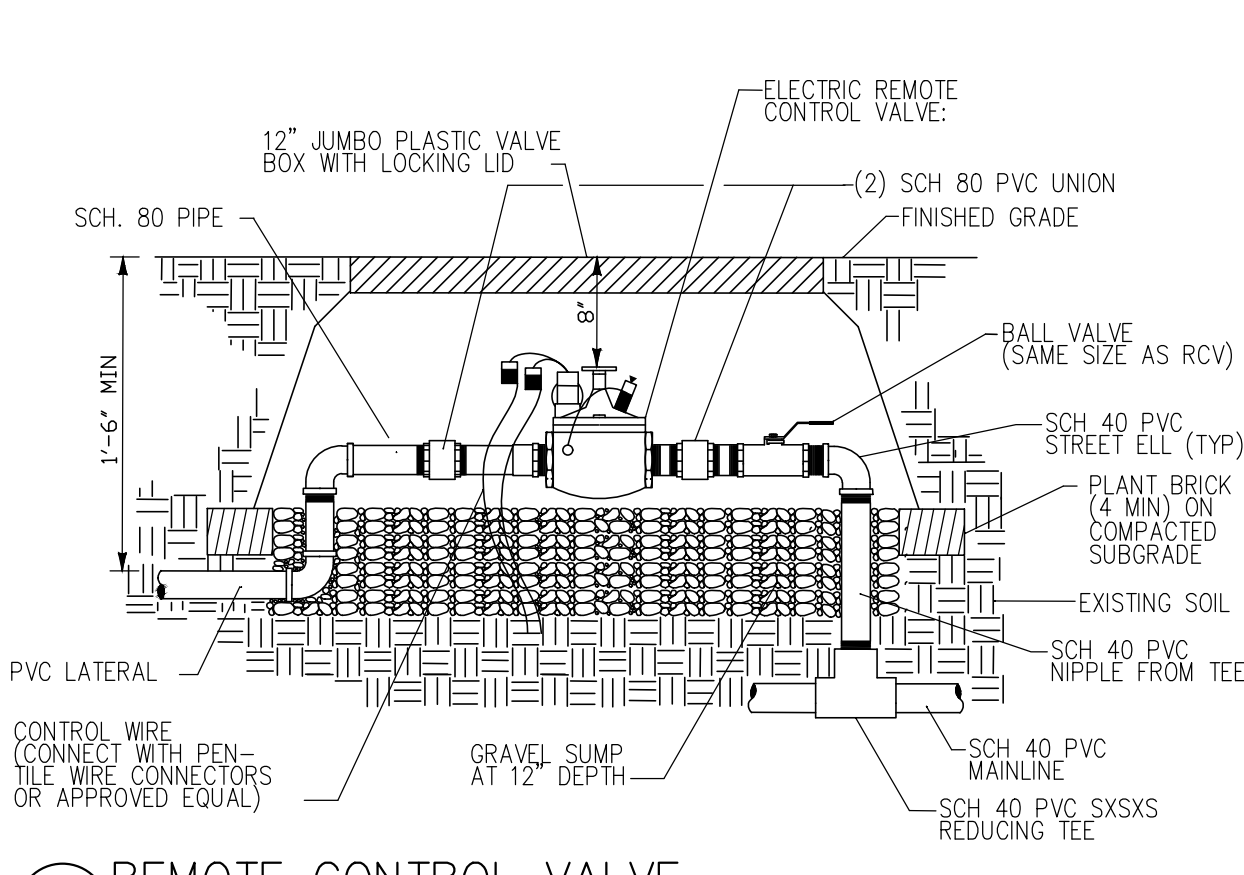 ELECTRIC REMOTE
CONTROL VALVE:
12” JUMBO PLASTIC VALVE
BOX WITH LOCKING LID
(2) SCH 80 PVC UNION
SCH. 80 PIPE
FINISHED GRADE
8”
BALL VALVE
(SAME SIZE AS RCV)
1'-6” MIN
SCH 40 PVC
STREET ELL (TYP)
PLANT BRICK
(4 MIN) ON
COMPACTED
SUBGRADE
EXISTING SOIL
SCH 40 PVC
NIPPLE FROM TEE
PVC LATERAL
CONTROL WIRE
(CONNECT WITH PEN-
TILE WIRE CONNECTORS
OR APPROVED EQUAL)
GRAVEL SUMP
AT 12” DEPTH
SCH 40 PVC
MAINLINE
SCH 40 PVC SXSXS
REDUCING TEE
REMOTE CONTROL VALVE